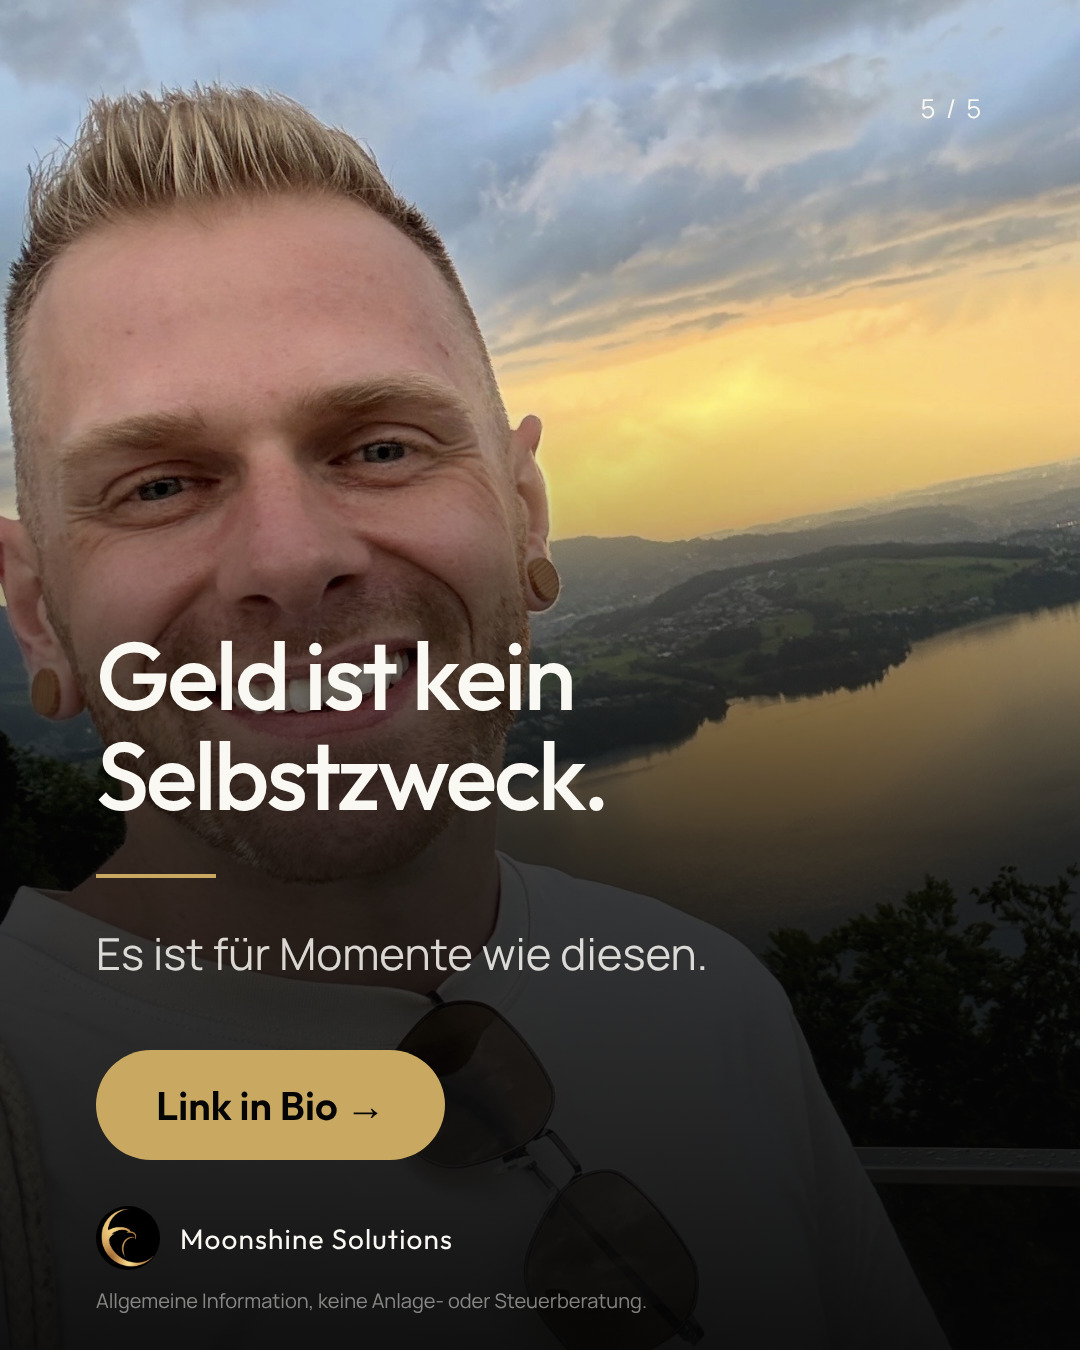 5 / 5
Geld ist kein
Selbstzweck.
Es ist für Momente wie diesen.
Link in Bio →
Moonshine Solutions
Allgemeine Information, keine Anlage- oder Steuerberatung.